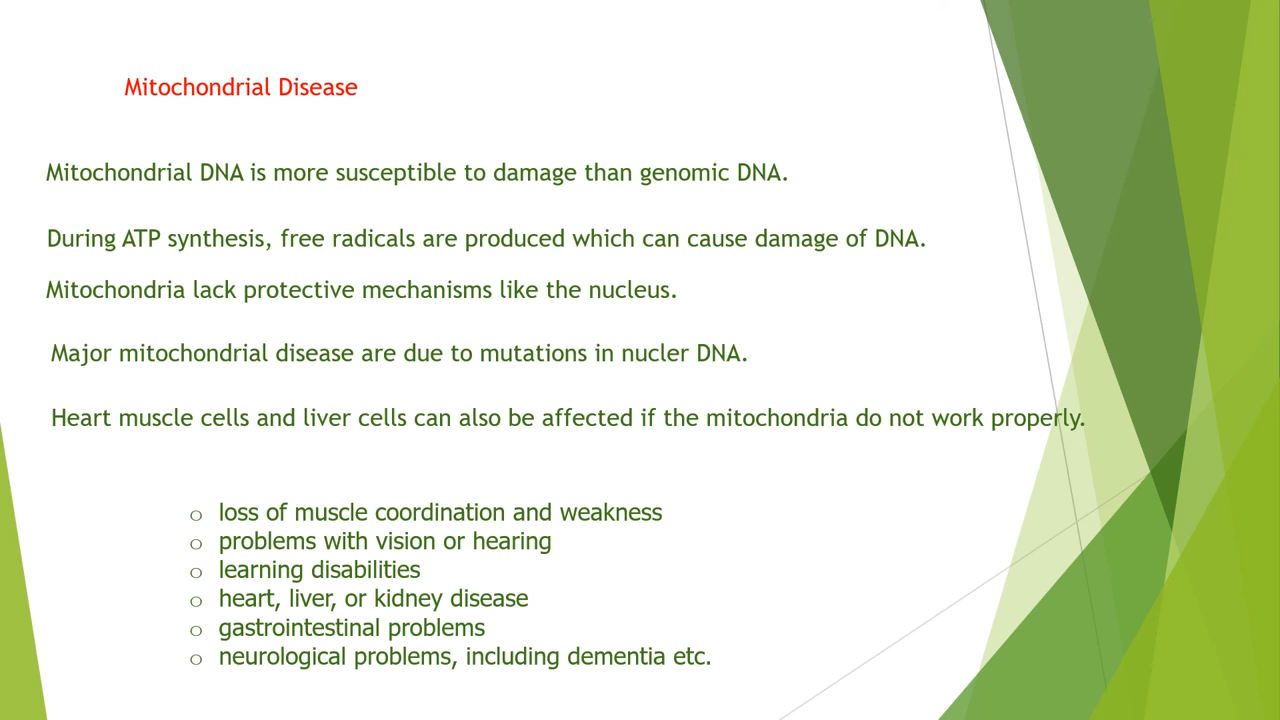 Mitochondrial Disease
Mitochondrial DNA is more susceptible to damage than genomic DNA.
During ATP synthesis, free radicals are produced which can cause damage of DNA.
Mitochondria lack protective mechanisms like the nucleus.
Major mitochondrial disease are due to mutations in nucler DNA.
Heart muscle cells and liver cells can also be affected if the mitochondria do not work properly.
o loss of muscle coordination and weakness
o problems with vision or hearing
o learning disabilities
o heart, liver, or kidney disease
o gastrointestinal problems
o neurological problems, including dementia etc.